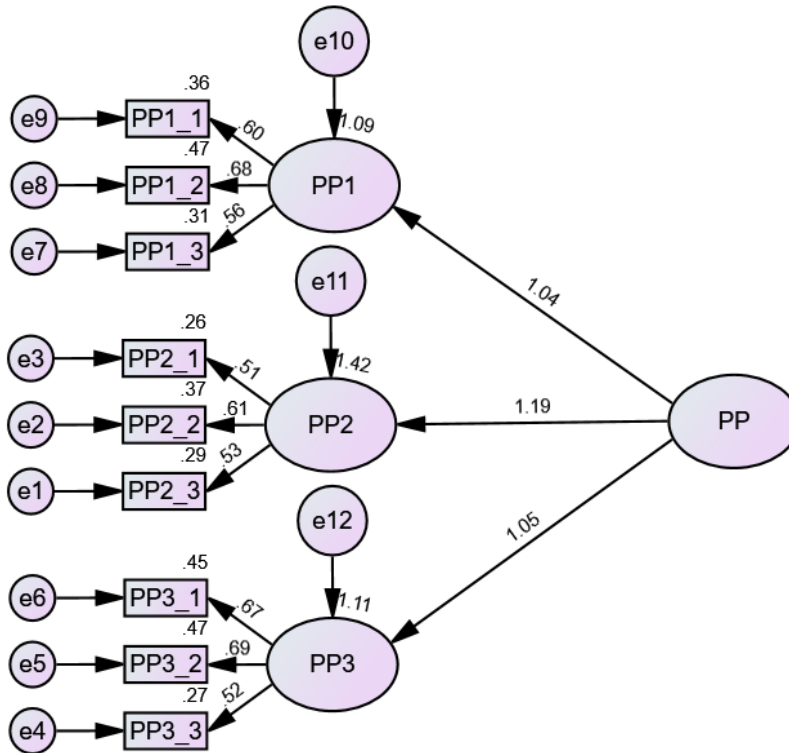 e10
.36
1.09
e9
PP1_1
.60
.47
e8
PP1_2
.68
PP1
.31
.56
e7
PP1_3
e11
1.04
.26
1.42
e3
PP2_1
.51
.37
e2
PP2_2
.61
PP2
1.19
PP
.29
.53
e1
PP2_3
e12
1.05
.45
1.11
e6
PP3_1
.67
.47
e5
PP3_2
.69
PP3
.27
.52
e4
PP3_3